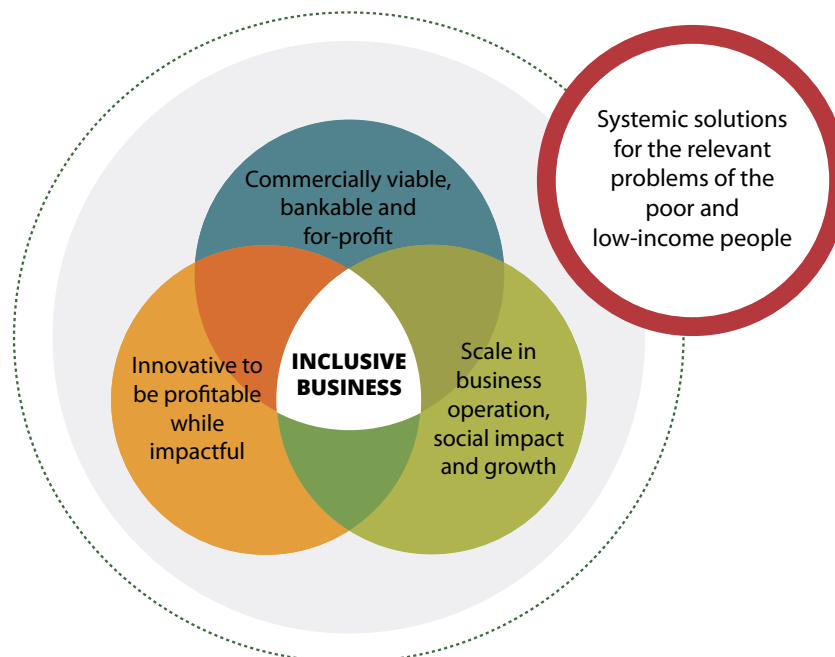 Systemic solutions
for the relevant
problems of the
poor and
low-income people
Commercially viable,
bankable and
for-profit
INCLUSIVE
BUSINESS
Innovative to
be profitable
while
impactful
Scale in
business
operation,
social impact
and growth